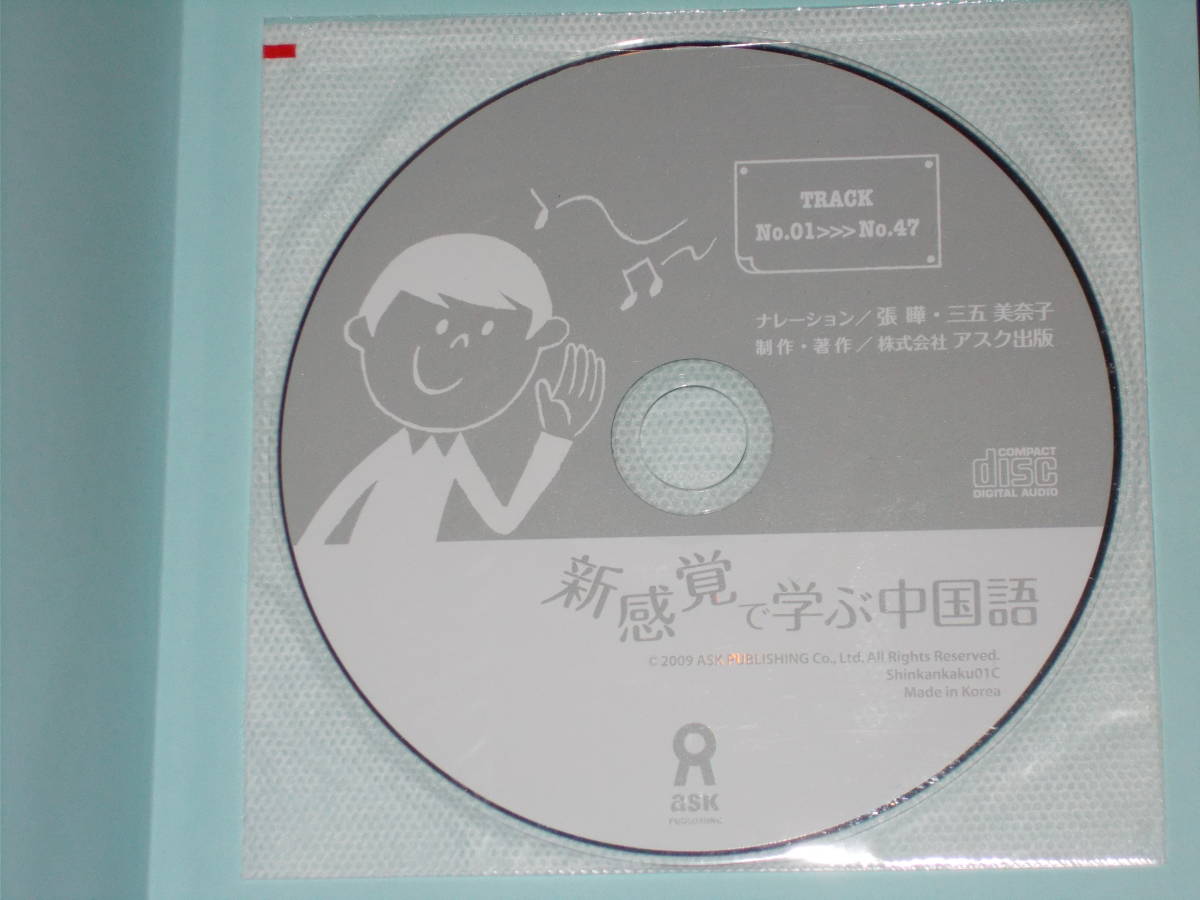 TRACK
No.01>>>No.47
ナレーション／張 曄・三五 美奈子
制作・著作／株式会社 アスク出版
COMPACT
disc
DIGITAL AUDIO
新感覚で学ぶ中国語
© 2009 ASK PUBLISHING Co., Ltd. All Rights Reserved.
Shinkankaku01C
Made in Korea
ask
PUBLISHING